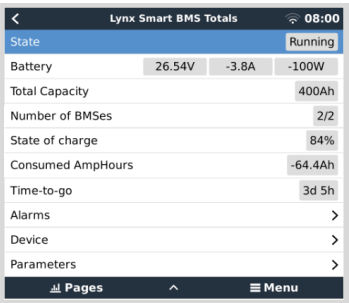 Lynx Smart BMS Totals 08:00
State Running
Battery 26.54V -3.8A -100W
Total Capacity 400Ah
Number of BMSes 2/2
State of charge 84%
Consumed AmpHours -64.4Ah
Time-to-go 3d 5h
Alarms
Device
Parameters
Pages Menu